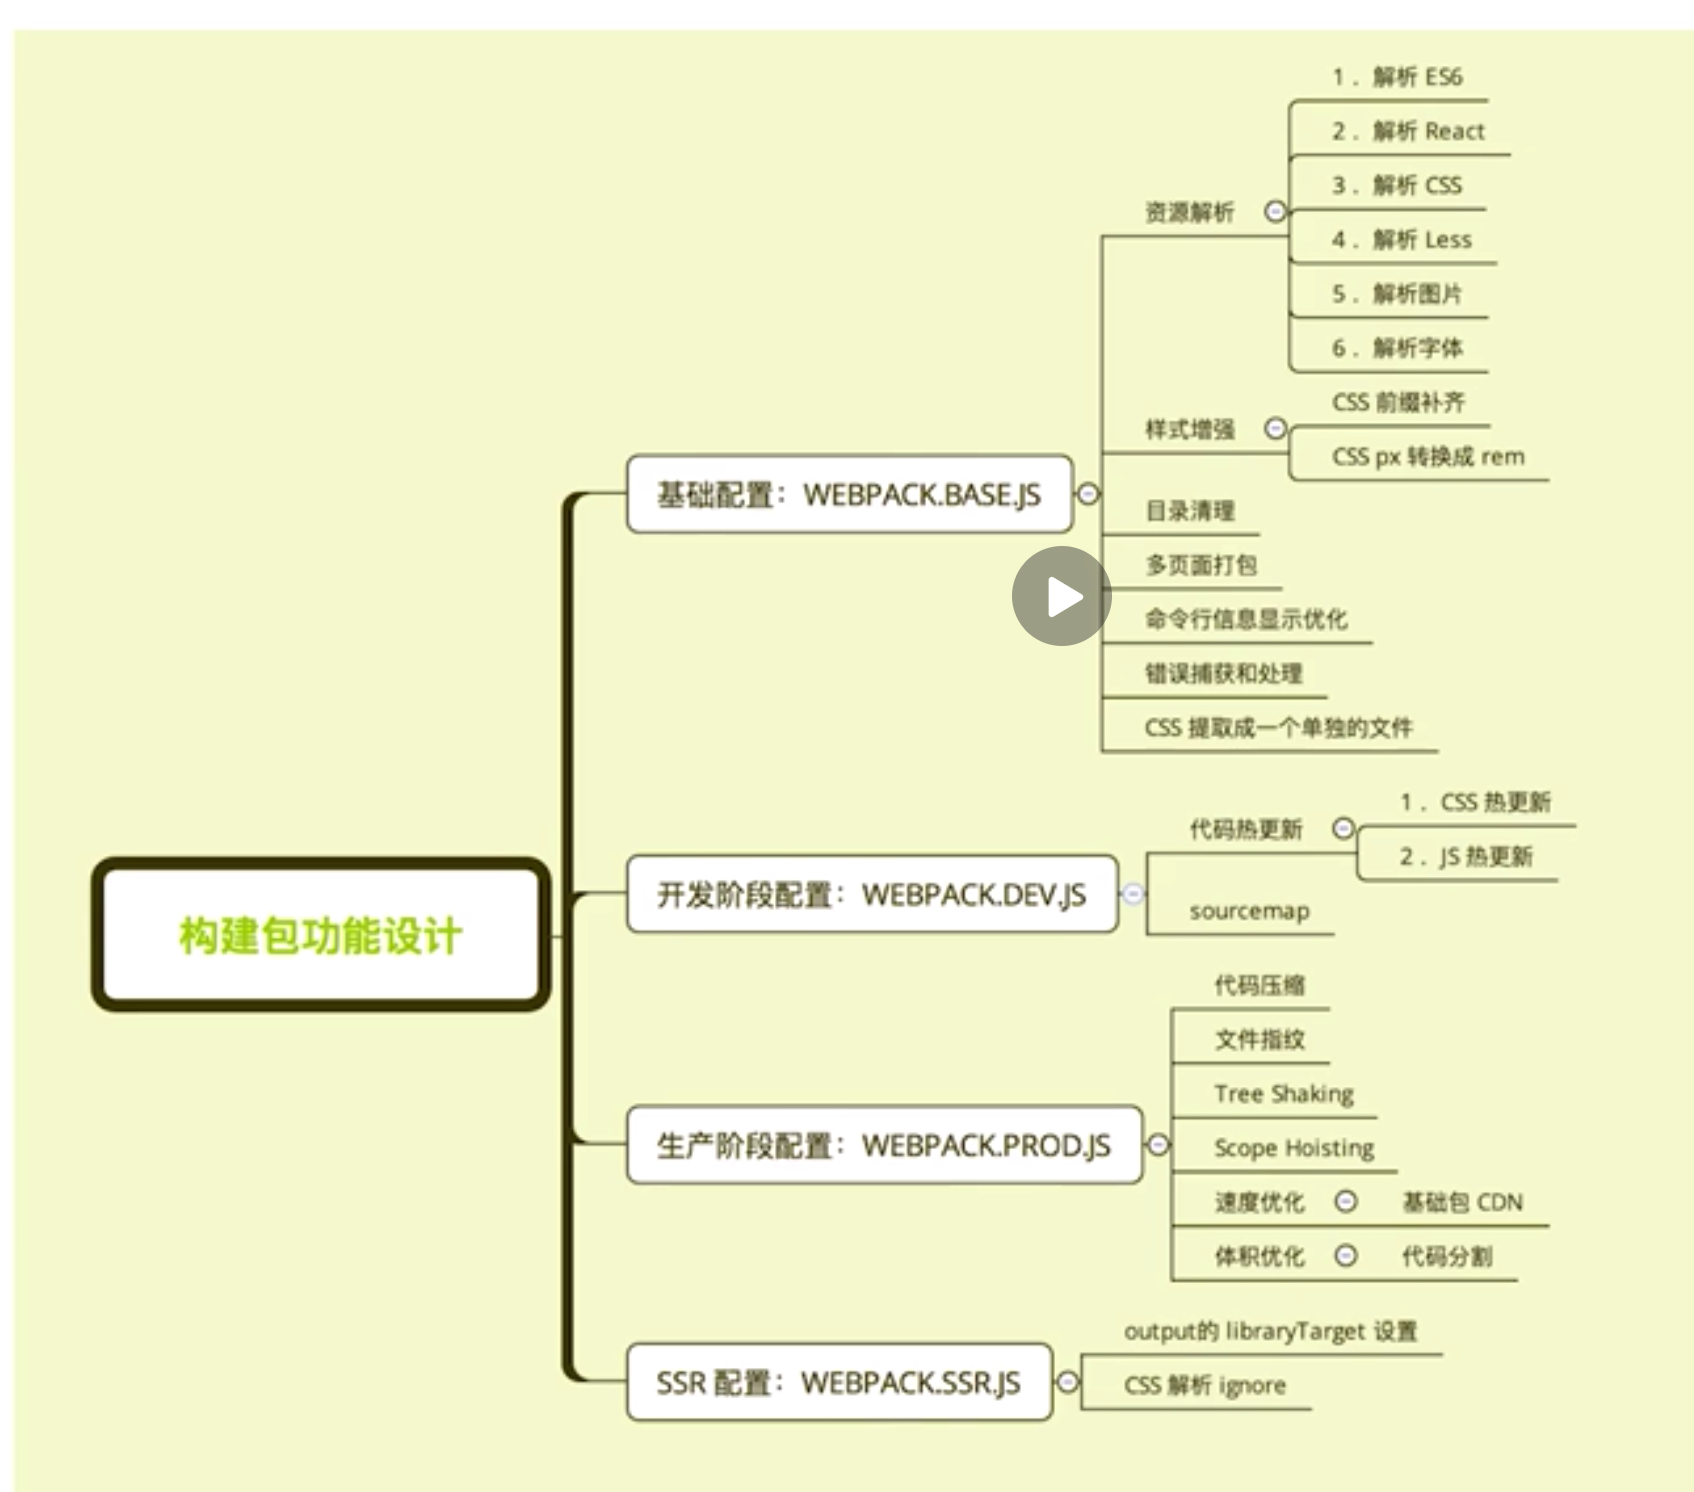 构建包功能设计
基础配置：WEBPACK.BASE.JS
资源解析
1． 解析 ES6
2． 解析 React
3． 解析 CSS
4． 解析 Less
5． 解析图片
6． 解析字体
样式增强
CSS 前缀补齐
CSS px 转换成 rem
目录清理
多页面打包
命令行信息显示优化
错误捕获和处理
CSS 提取成一个单独的文件
开发阶段配置：WEBPACK.DEV.JS
代码热更新
1． CSS 热更新
2． JS 热更新
sourcemap
生产阶段配置：WEBPACK.PROD.JS
代码压缩
文件指纹
Tree Shaking
Scope Hoisting
速度优化
基础包 CDN
体积优化
代码分割
SSR 配置：WEBPACK.SSR.JS
output的 libraryTarget 设置
CSS 解析 ignore